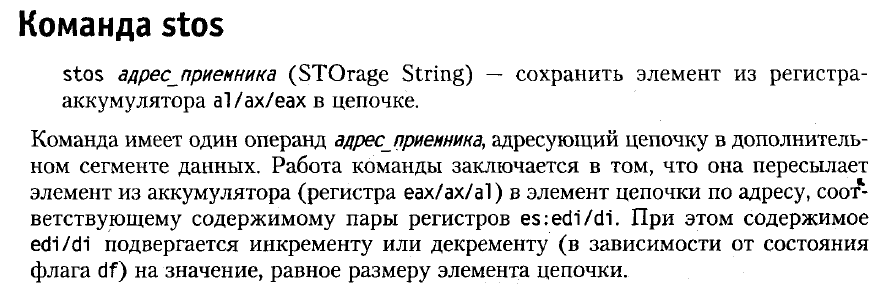 Команда stos
stos адрес_приемника (STOrage String) — сохранить элемент из регистра-
аккумулятора al/ax/eax в цепочке.
Команда имеет один операнд адрес_приемника, адресующий цепочку в дополнитель-
ном сегменте данных. Работа команды заключается в том, что она пересылает
элемент из аккумулятора (регистра eax/ax/al) в элемент цепочки по адресу, соот-
ветствующему содержимому пары регистров es:edi/di. При этом содержимое
edi/di подвергается инкременту или декременту (в зависимости от состояния
флага df) на значение, равное размеру элемента цепочки.